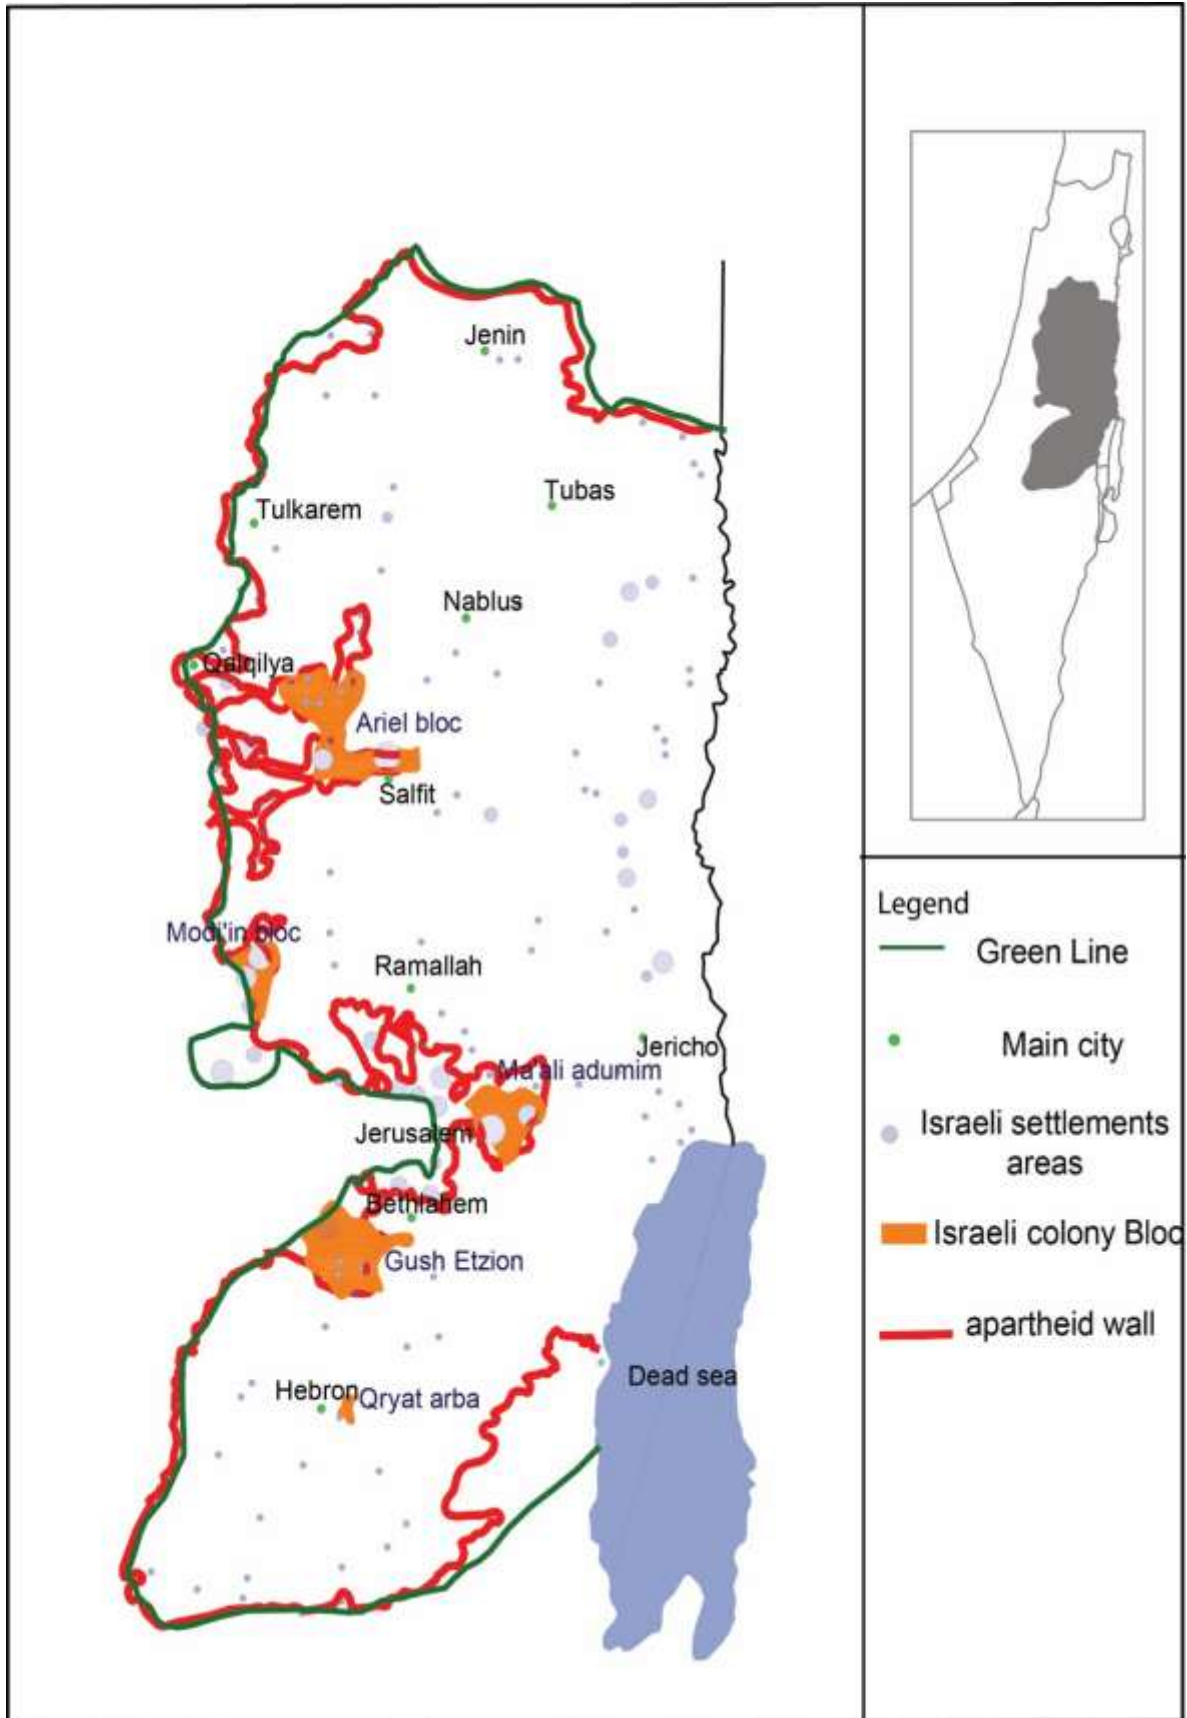 Jenin
Tubas
Tulkarem
Nablus
Qalqilya
Ariel bloc
Salfit
Modi'in bloc
Ramallah
Jericho
Ma'ali adumim
Jerusalem
Bethlahem
Gush Etzion
Dead sea
Hebron
Qryat arba
Legend
Green Line
Main city
Israeli settlements
areas
Israeli colony Bloc
apartheid wall